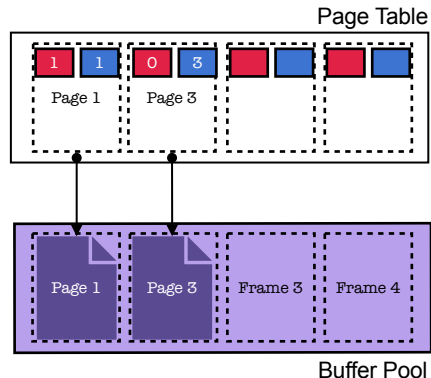 Page Table
1 1 0 3
Page 1 Page 3
Page 1 Page 3 Frame 3 Frame 4
Buffer Pool